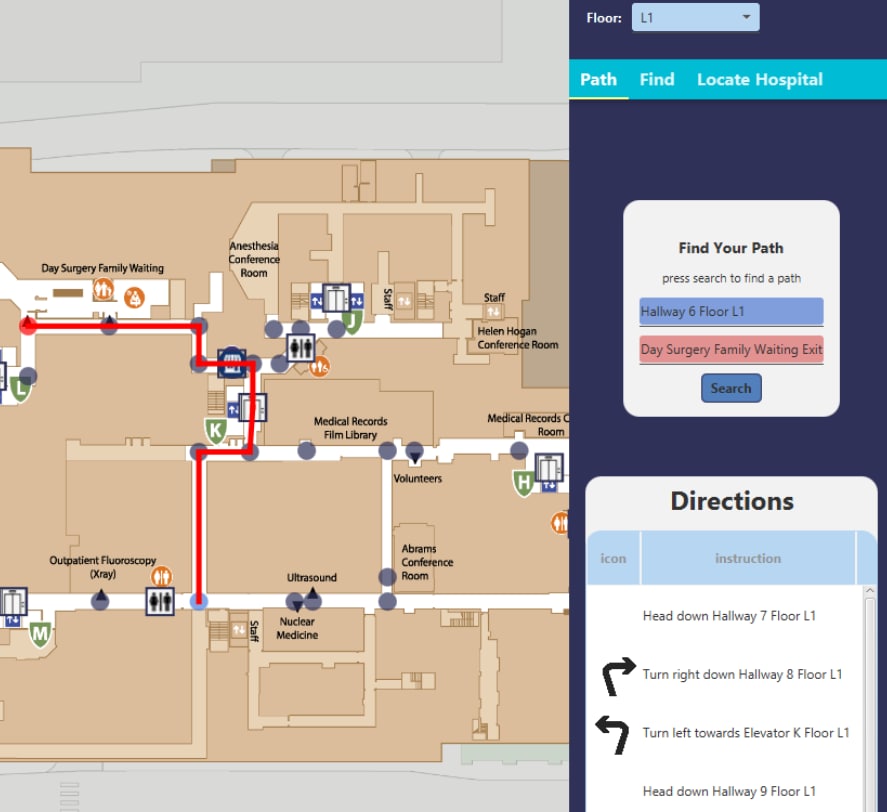 Floor:
L1
Path
Find
Locate Hospital
Anesthesia
Conference
Room
Day Surgery Family Waiting
Staff
Staff
J
Helen Hogan
Conference Room
L
K
Medical Records
Film Library
Medical Records C
Room
Volunteers
H
Outpatient Fluoroscopy
(Xray)
Abrams
Conference
Room
Ultrasound
M
Staff
Nuclear
Medicine
Find Your Path
press search to find a path
Hallway 6 Floor L1
Day Surgery Family Waiting Exit
Search
Directions
icon
instruction
Head down Hallway 7 Floor L1
Turn right down Hallway 8 Floor L1
Turn left towards Elevator K Floor L1
Head down Hallway 9 Floor L1